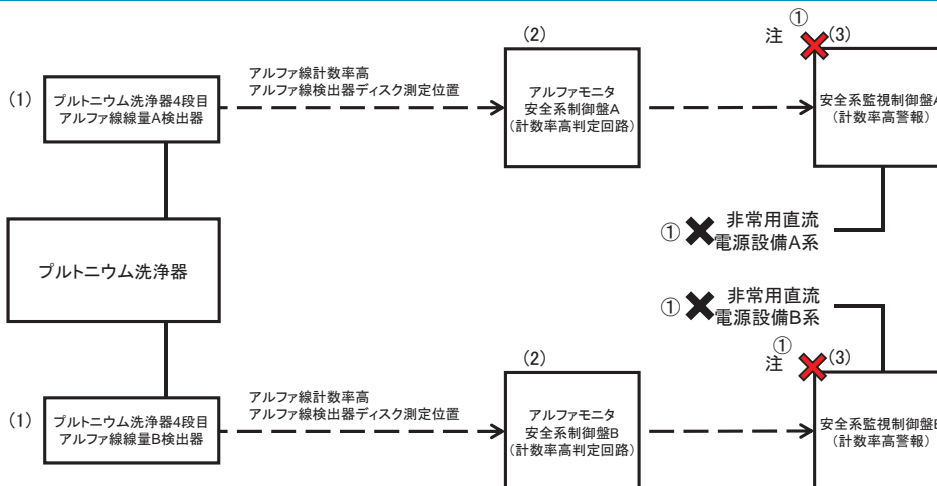 ①
注
(3)
(2)
アルファ線計数率高
アルファ線検出器ディスク測定位置
(1)
プルトニウム洗浄器4段目
アルファ線線量A検出器
アルファモニタ
安全系制御盤A
(計数率高判定回路)
安全系監視制御盤A
(計数率高警報)
①
非常用直流
電源設備A系
プルトニウム洗浄器
①
非常用直流
電源設備B系
①
注
(3)
(2)
アルファ線計数率高
アルファ線検出器ディスク測定位置
(1)
プルトニウム洗浄器4段目
アルファ線線量B検出器
アルファモニタ
安全系制御盤B
(計数率高判定回路)
安全系監視制御盤B
(計数率高警報)